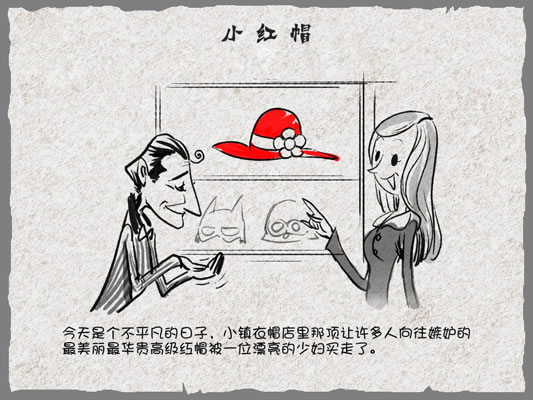 小红帽
今天是个不平凡的日子，小镇衣帽店里那项让许多人向往嫉妒的
最美丽最华贵高级红帽被一位漂亮的少妇买走了。